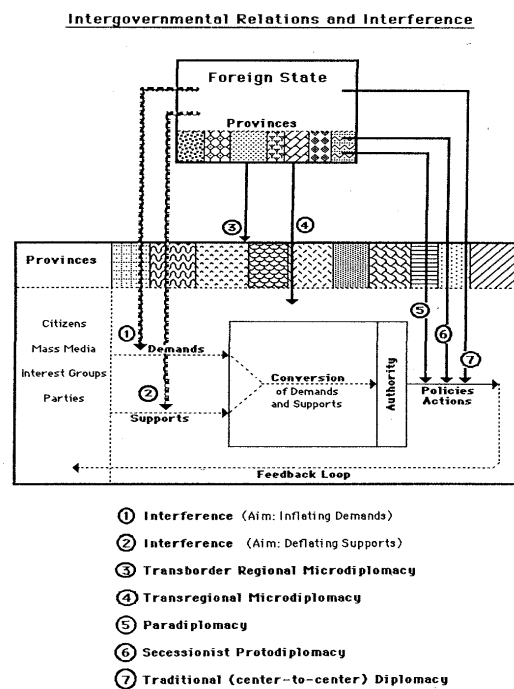 Intergovernmental Relations and Interference
Foreign State
Provinces
3
4
Provinces
Citizens
Mass Media
Interest Groups
Parties
1
Demands
2
Supports
Conversion
of Demands
and Supports
Authority
5
6
7
Policies
Actions
Feedback Loop
1 Interference (Aim: Inflating Demands)
2 Interference (Aim: Deflating Supports)
3 Transborder Regional Microdiplomacy
4 Transregional Microdiplomacy
5 Paradiplomacy
6 Secessionist Protodiplomacy
7 Traditional (center-to-center) Diplomacy